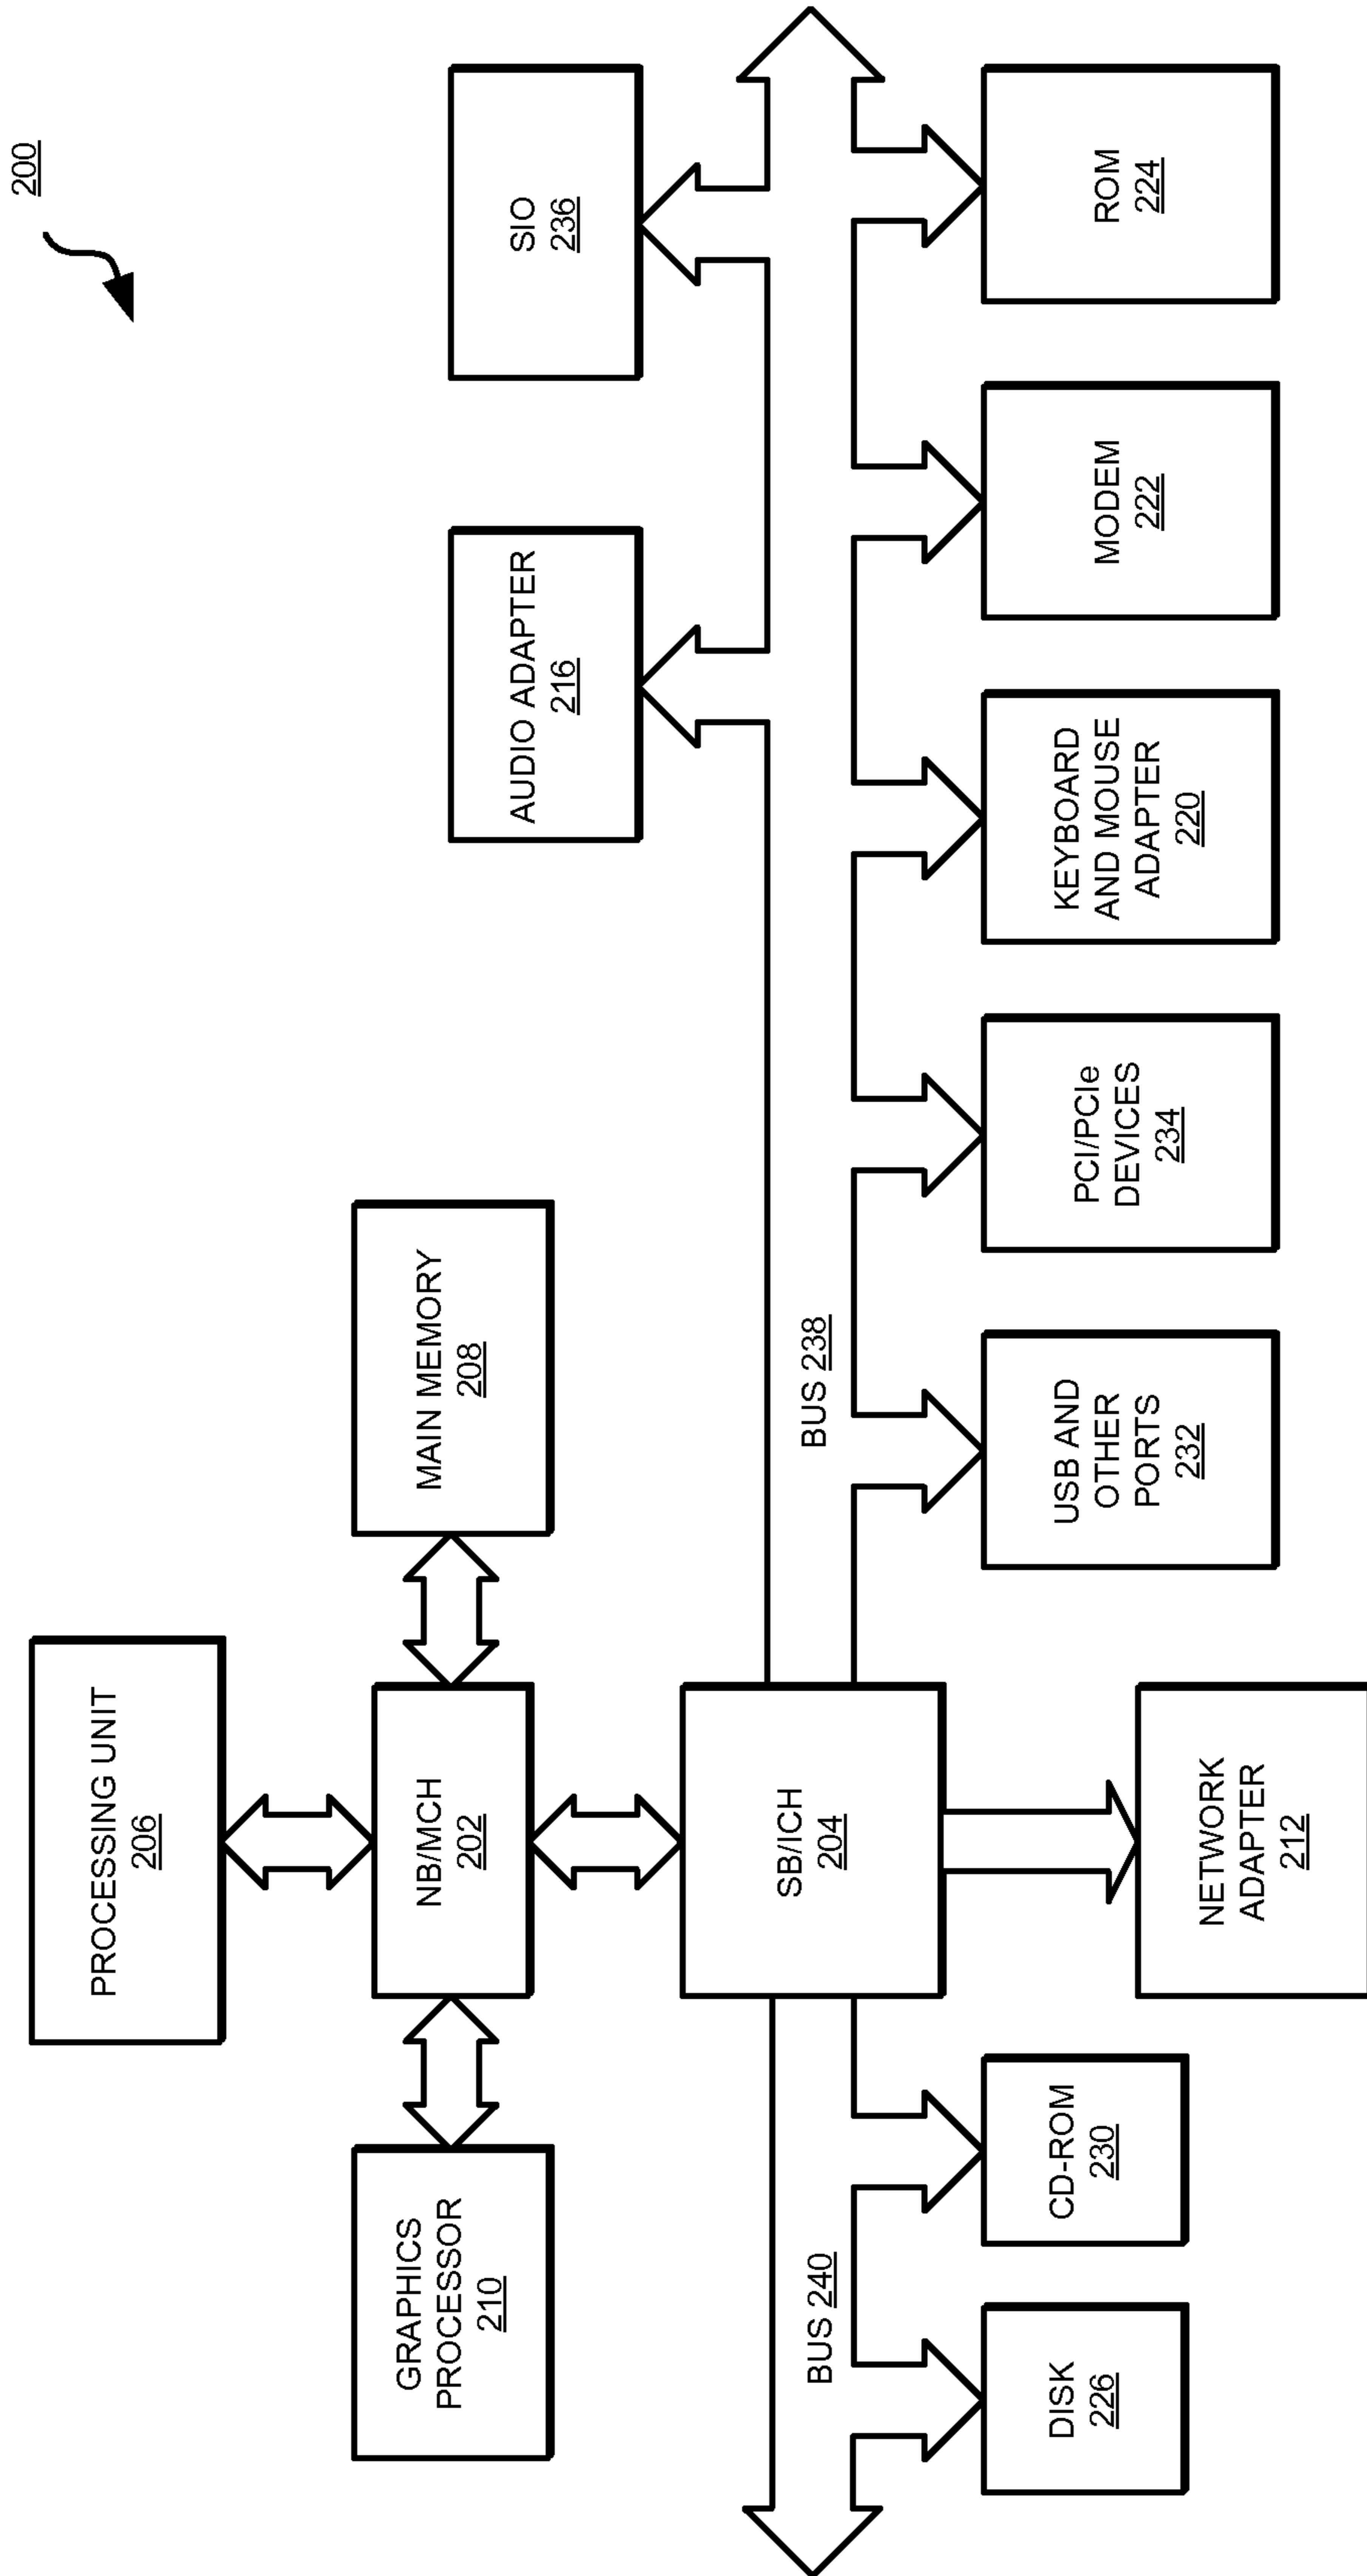 200
PROCESSING UNIT
206
GRAPHICS
PROCESSOR
210
NB/MCH
202
MAIN MEMORY
208
AUDIO ADAPTER
216
SIO
236
SB/ICH
204
BUS 240
BUS 238
DISK
226
CD-ROM
230
USB AND
OTHER
PORTS
232
PCI/PCIe
DEVICES
234
KEYBOARD
AND MOUSE
ADAPTER
220
MODEM
222
ROM
224
NETWORK
ADAPTER
212